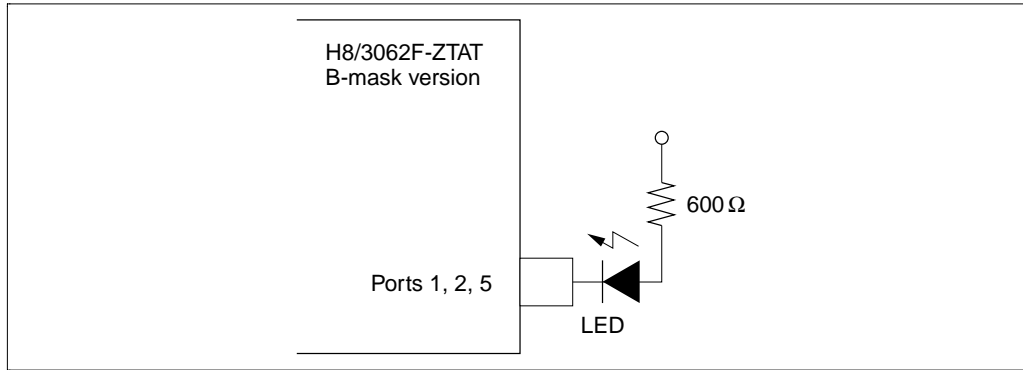 H8/3062F-ZTAT
B-mask version
600 Ω
Ports 1, 2, 5
LED